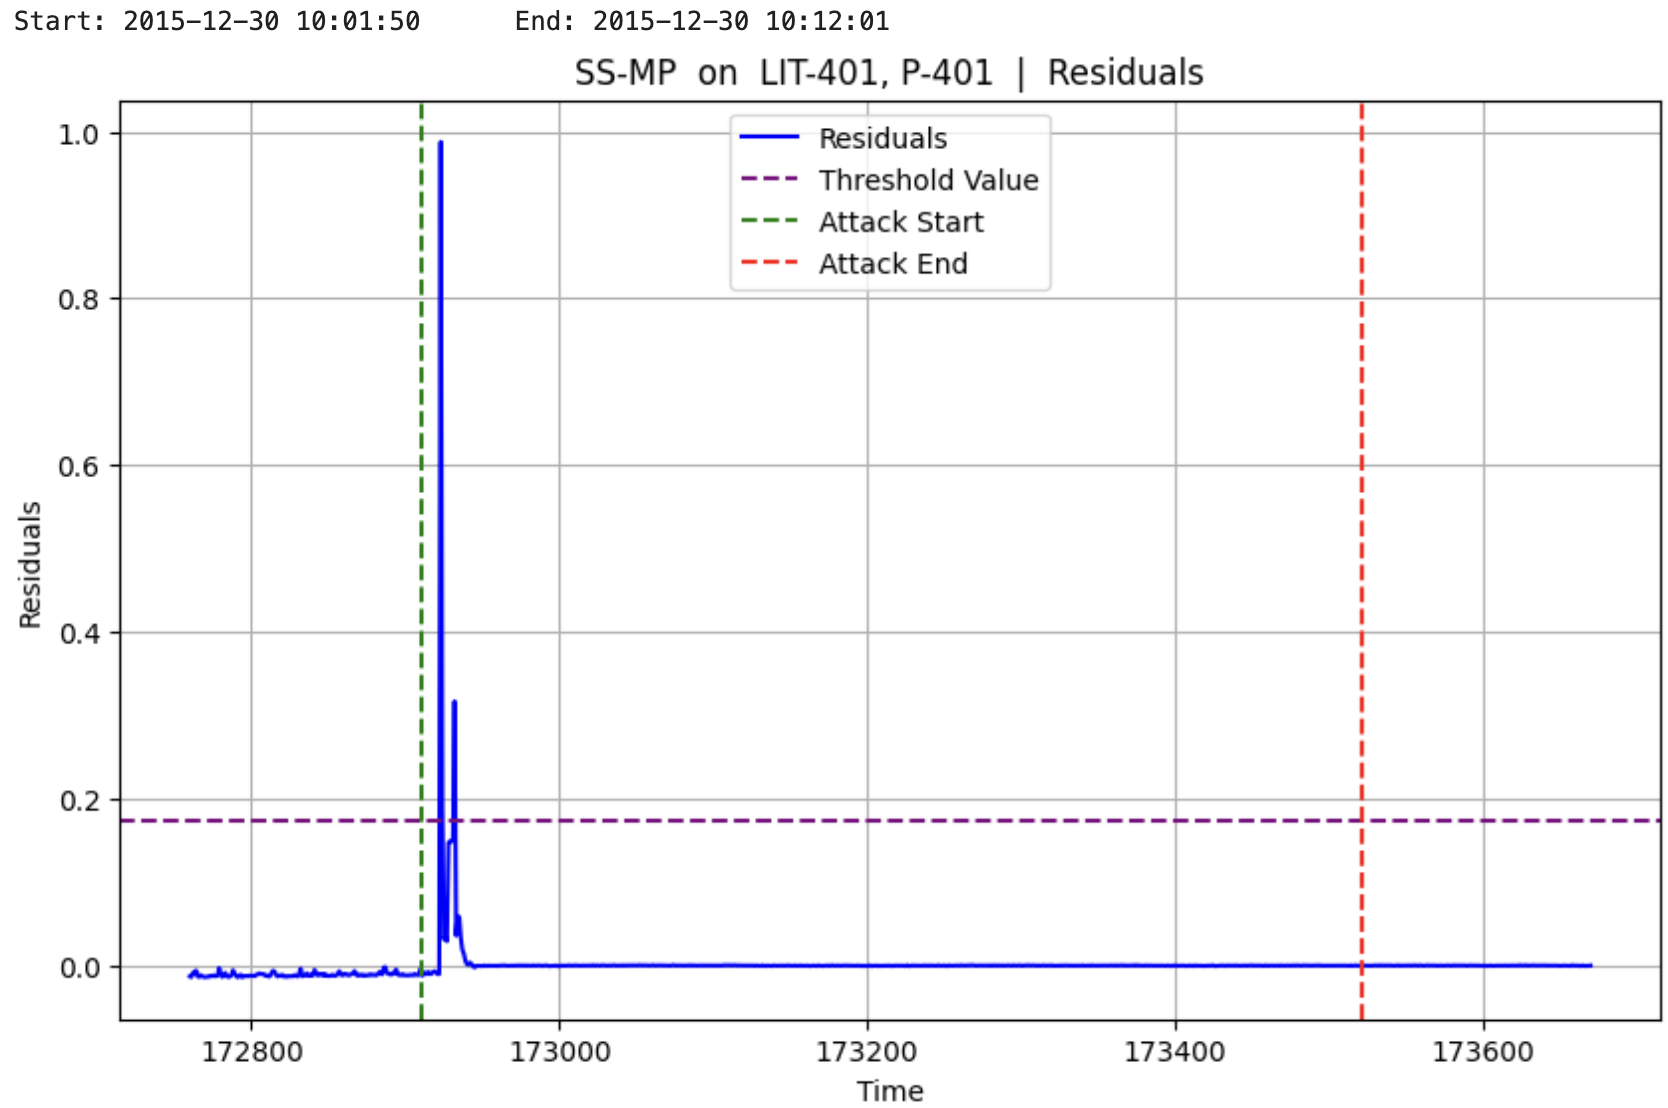 Start: 2015-12-30 10:01:50 End: 2015-12-30 10:12:01
SS-MP on LIT-401, P-401 | Residuals
Residuals
Threshold Value
Attack Start
Attack End
1.0
0.8
0.6
0.4
0.2
0.0
Residuals
172800 173000 173200 173400 173600
Time